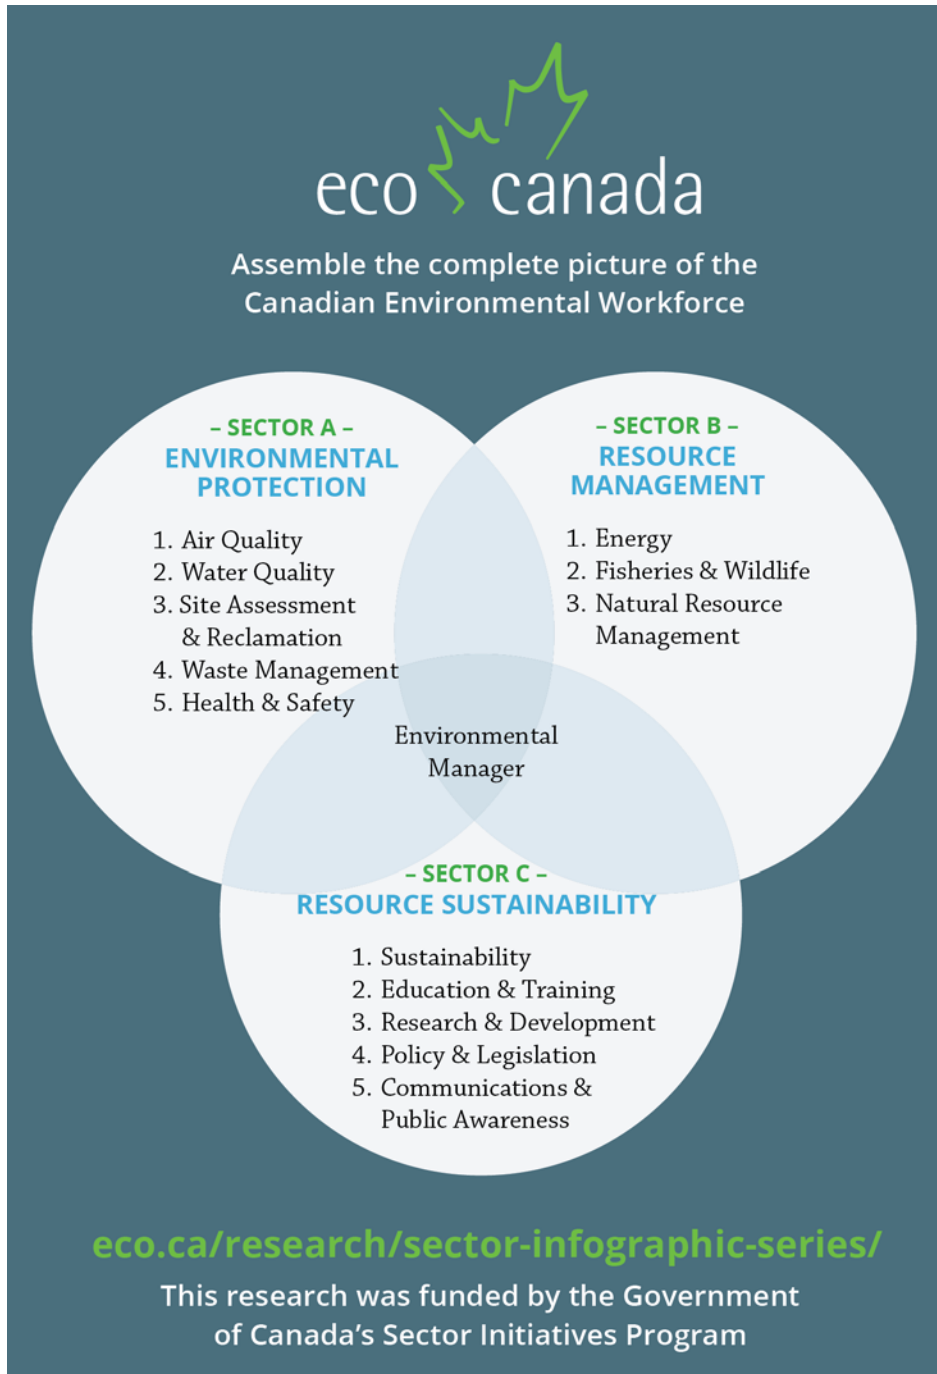 eco canada
Assemble the complete picture of the
Canadian Environmental Workforce
– SECTOR A –
ENVIRONMENTAL
PROTECTION
1. Air Quality
2. Water Quality
3. Site Assessment
& Reclamation
4. Waste Management
5. Health & Safety
– SECTOR B –
RESOURCE
MANAGEMENT
1. Energy
2. Fisheries & Wildlife
3. Natural Resource
Management
Environmental
Manager
– SECTOR C –
RESOURCE SUSTAINABILITY
1. Sustainability
2. Education & Training
3. Research & Development
4. Policy & Legislation
5. Communications &
Public Awareness
eco.ca/research/sector-infographic-series/
This research was funded by the Government
of Canada’s Sector Initiatives Program